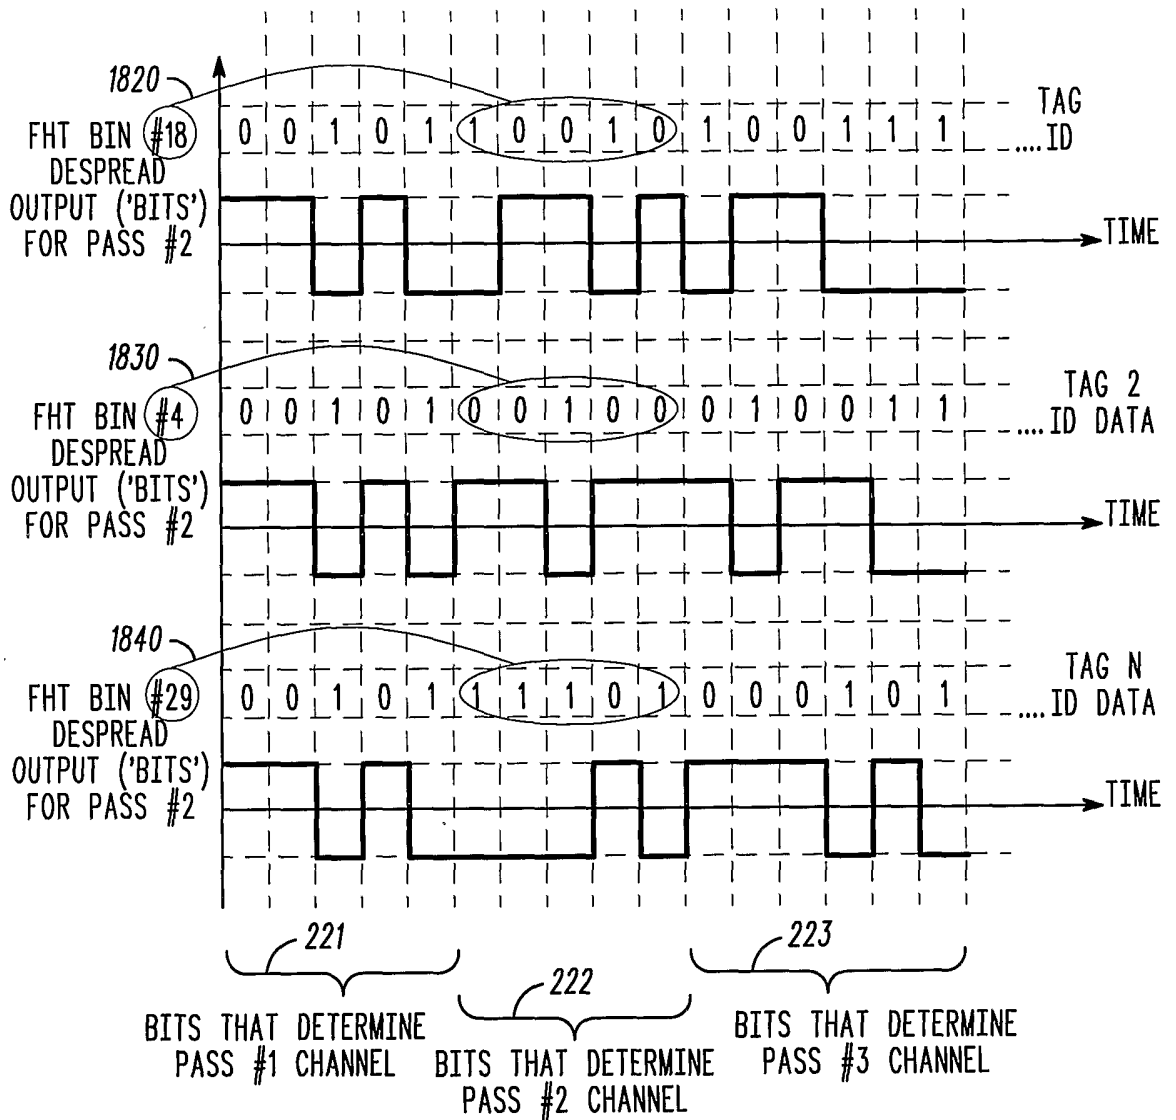 1820
FHT BIN #18
DESPREAD
OUTPUT ('BITS')
FOR PASS #2
0 0 1 0 1 1 0 0 1 0 1 0 0 1 1 1
TAG
....ID
TIME
1830
FHT BIN #4
DESPREAD
OUTPUT ('BITS')
FOR PASS #2
0 0 1 0 1 0 0 1 0 0 0 1 0 0 1 1
TAG 2
....ID DATA
TIME
1840
FHT BIN #29
DESPREAD
OUTPUT ('BITS')
FOR PASS #2
0 0 1 0 1 1 1 1 0 1 0 0 0 1 0 1
TAG N
....ID DATA
TIME
221
BITS THAT DETERMINE
PASS #1 CHANNEL
222
BITS THAT DETERMINE
PASS #2 CHANNEL
223
BITS THAT DETERMINE
PASS #3 CHANNEL